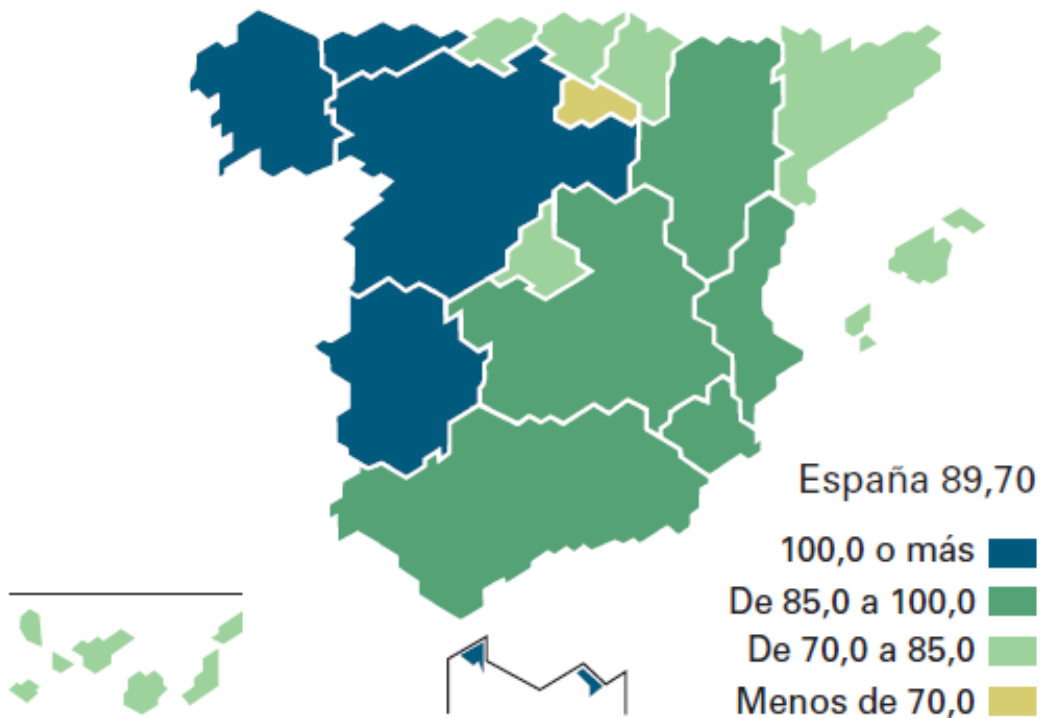 España 89,70
100,0 o más
De 85,0 a 100,0
De 70,0 a 85,0
Menos de 70,0